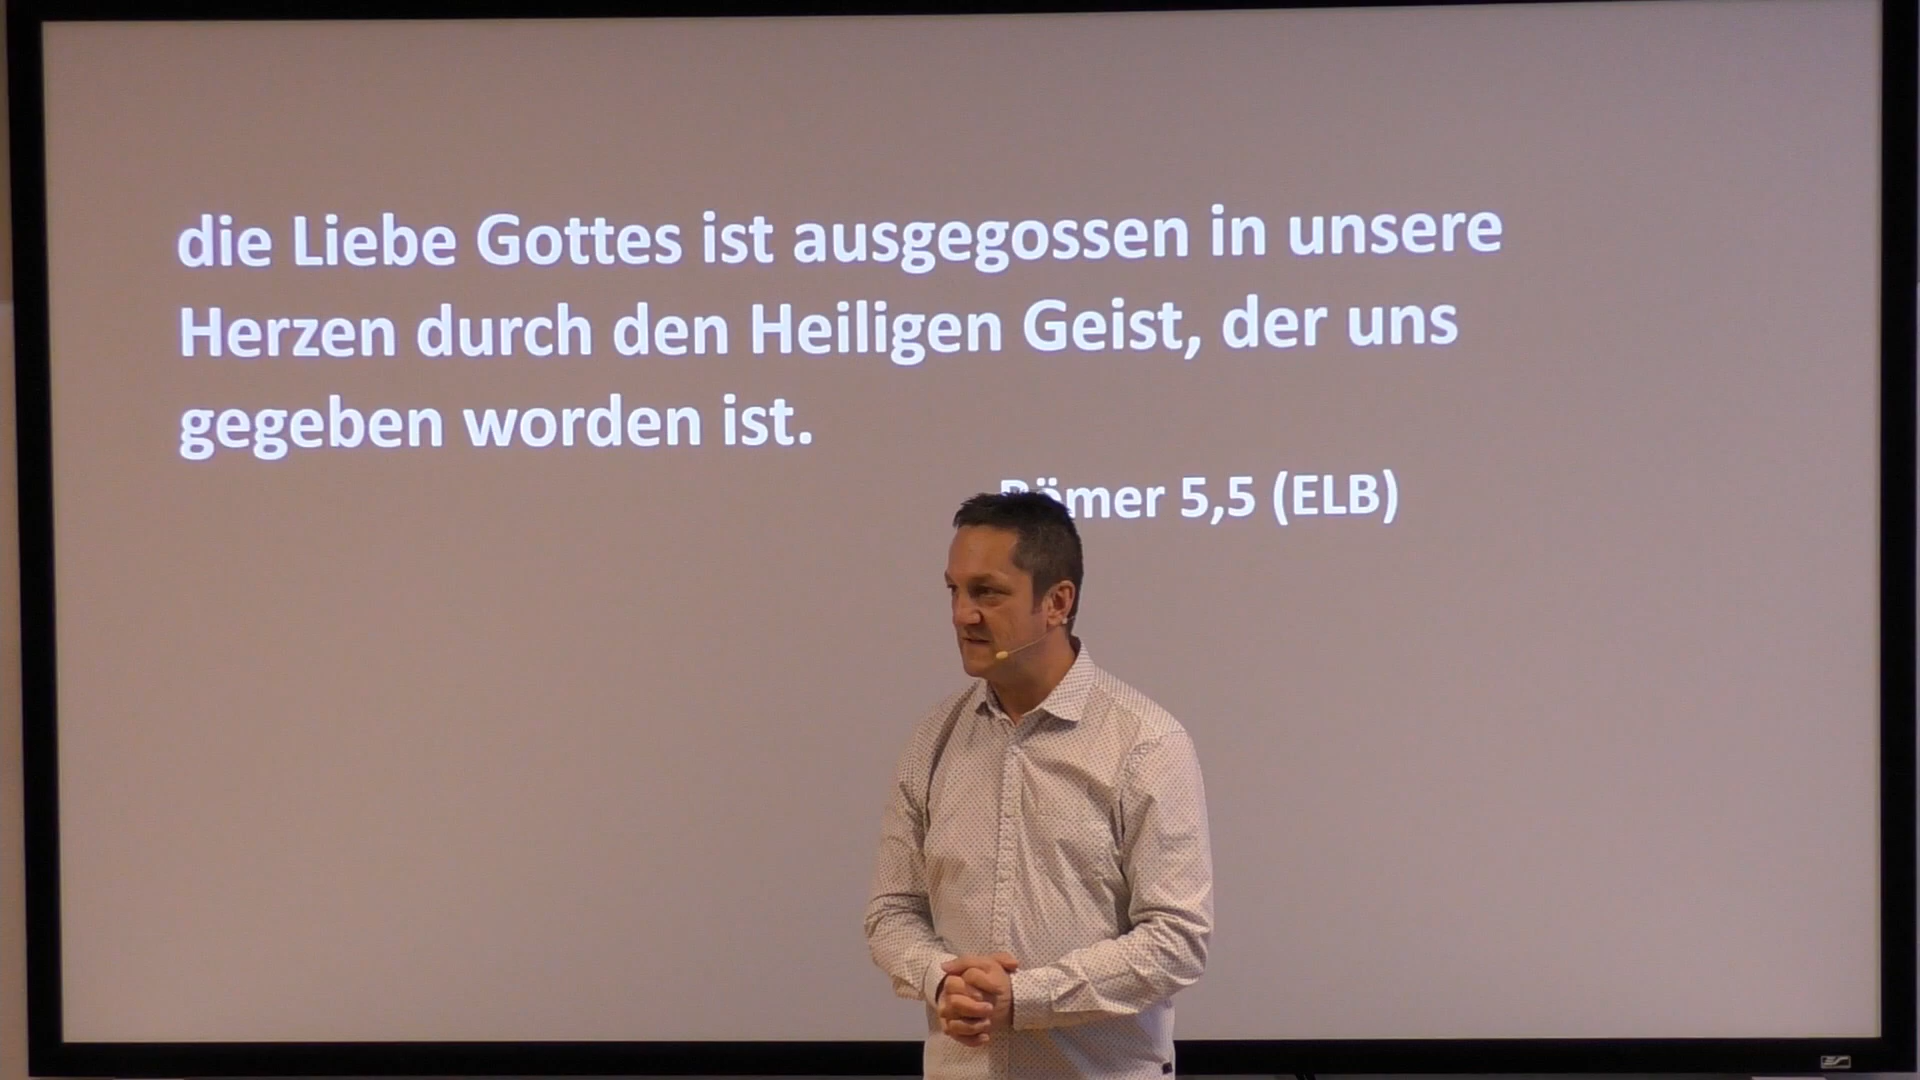 die Liebe Gottes ist ausgegossen in unsere
Herzen durch den Heiligen Geist, der uns
gegeben worden ist.
Römer 5,5 (ELB)